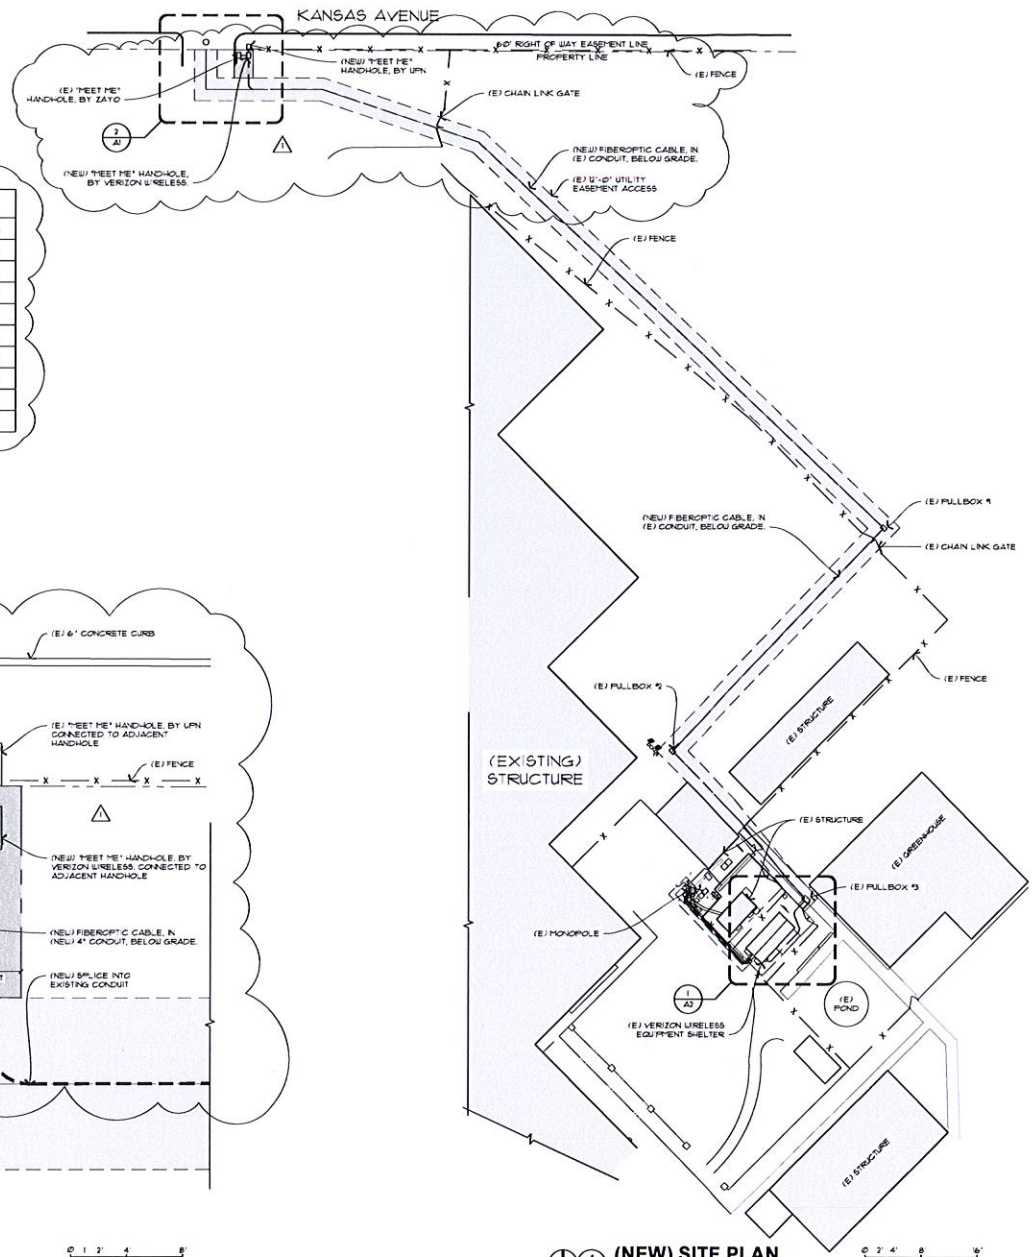 KANSAS AVENUE
60' RIGHT OF WAY EASEMENT LINE
PROPERTY LINE
(E) FENCE
(NEW) "MEET ME"
HANDHOLE, BY UPN
(E) "MEET ME"
HANDHOLE, BY ZAYO
(E) CHAIN LINK GATE
2
A1
1
(NEW) "MEET ME" HANDHOLE,
BY VERIZON WIRELESS.
(NEW) FIBEROPTIC CABLE, IN
(E) CONDUIT, BELOW GRADE.
(E) 12'-0" UTILITY
EASEMENT ACCESS
(E) FENCE
(E) PULLBOX #1
(NEW) FIBEROPTIC CABLE, IN
(E) CONDUIT, BELOW GRADE.
(E) CHAIN LINK GATE
(E) 6" CONCRETE CURB
(E) FENCE
(E) PULLBOX #2
(E) "MEET ME" HANDHOLE, BY UPN
CONNECTED TO ADJACENT
HANDHOLE
(E) STRUCTURE
(EXISTING)
STRUCTURE
(E) FENCE
1
(E) STRUCTURE
(E) GREENHOUSE
(NEW) "MEET ME" HANDHOLE, BY
VERIZON WIRELESS, CONNECTED TO
ADJACENT HANDHOLE
(E) PULLBOX #3
(E) MONOPOLE
(NEW) FIBEROPTIC CABLE, IN
(NEW) 4" CONDUIT, BELOW GRADE.
(NEW) SPLICE INTO
EXISTING CONDUIT
1
A2
(E)
POND
(E) VERIZON WIRELESS
EQUIPMENT SHELTER
(E) STRUCTURE
0 1' 2' 4' 8'
(NEW) SITE PLAN
0 2' 4' 8' 16'